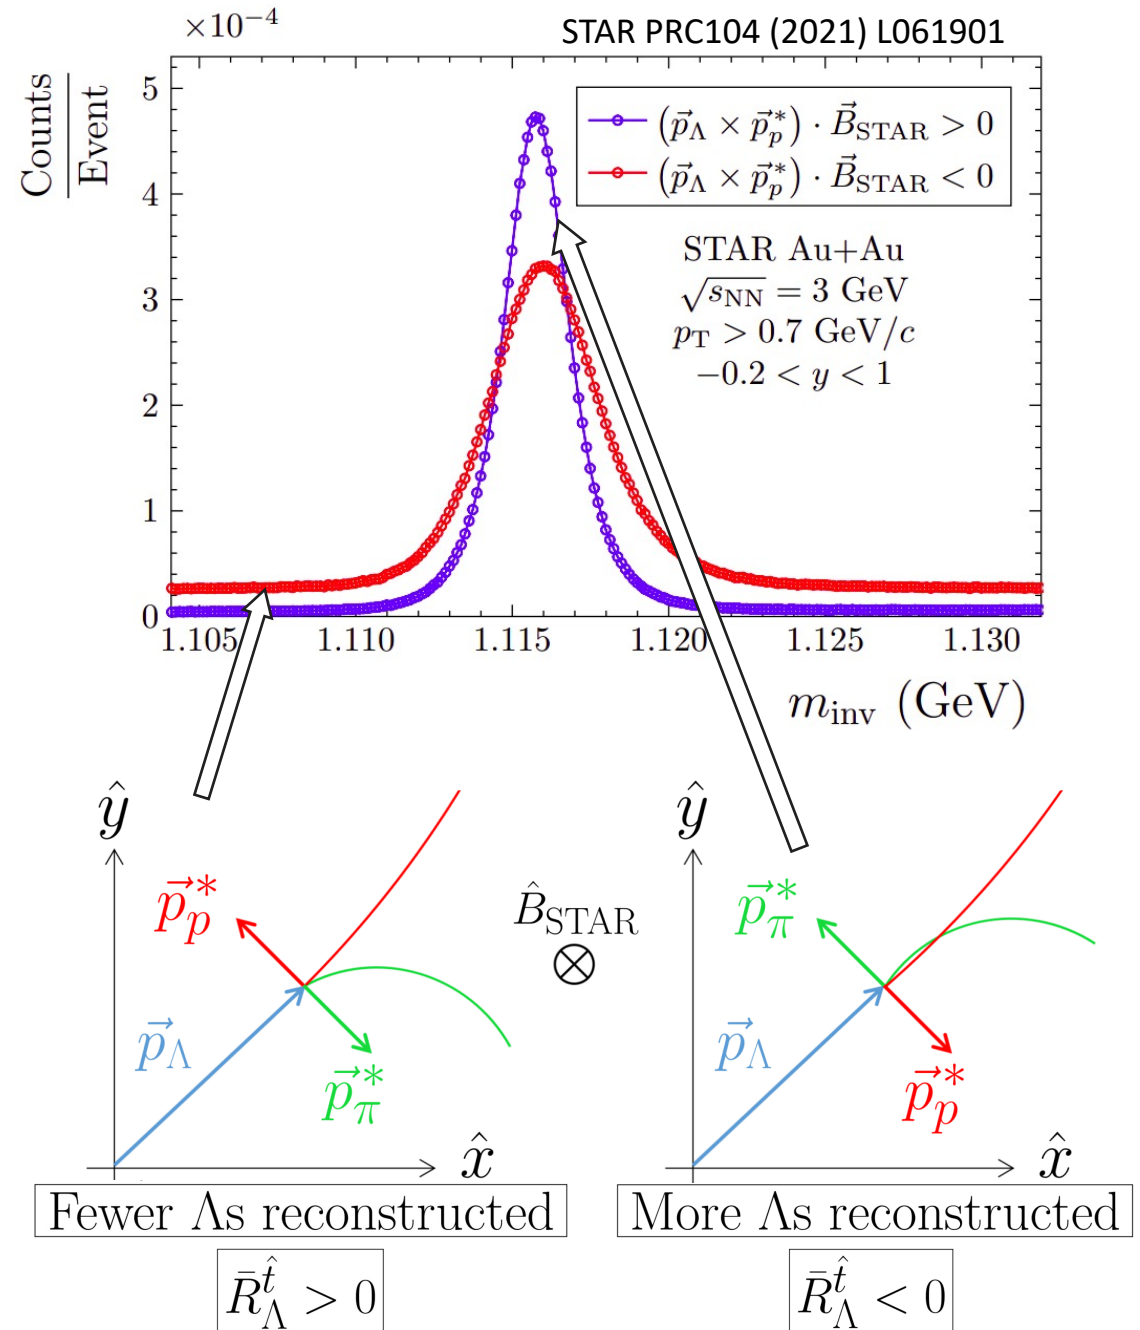 ×10⁻⁴
STAR PRC104 (2021) L061901
Counts
Event
5
4
3
2
1
0
(p⃗_Λ × p⃗_p^*) · B⃗_STAR > 0
(p⃗_Λ × p⃗_p^*) · B⃗_STAR < 0
STAR Au+Au
√s_NN = 3 GeV
p_T > 0.7 GeV/c
−0.2 < y < 1
1.105 1.110 1.115 1.120 1.125 1.130
m_inv (GeV)
ŷ
p⃗_p^*
p⃗_Λ
p⃗_π^*
x̂
B̂_STAR
ŷ
p⃗_π^*
p⃗_Λ
p⃗_p^*
x̂
Fewer Λs reconstructed
R̄_Λ^t̂ > 0
More Λs reconstructed
R̄_Λ^t̂ < 0